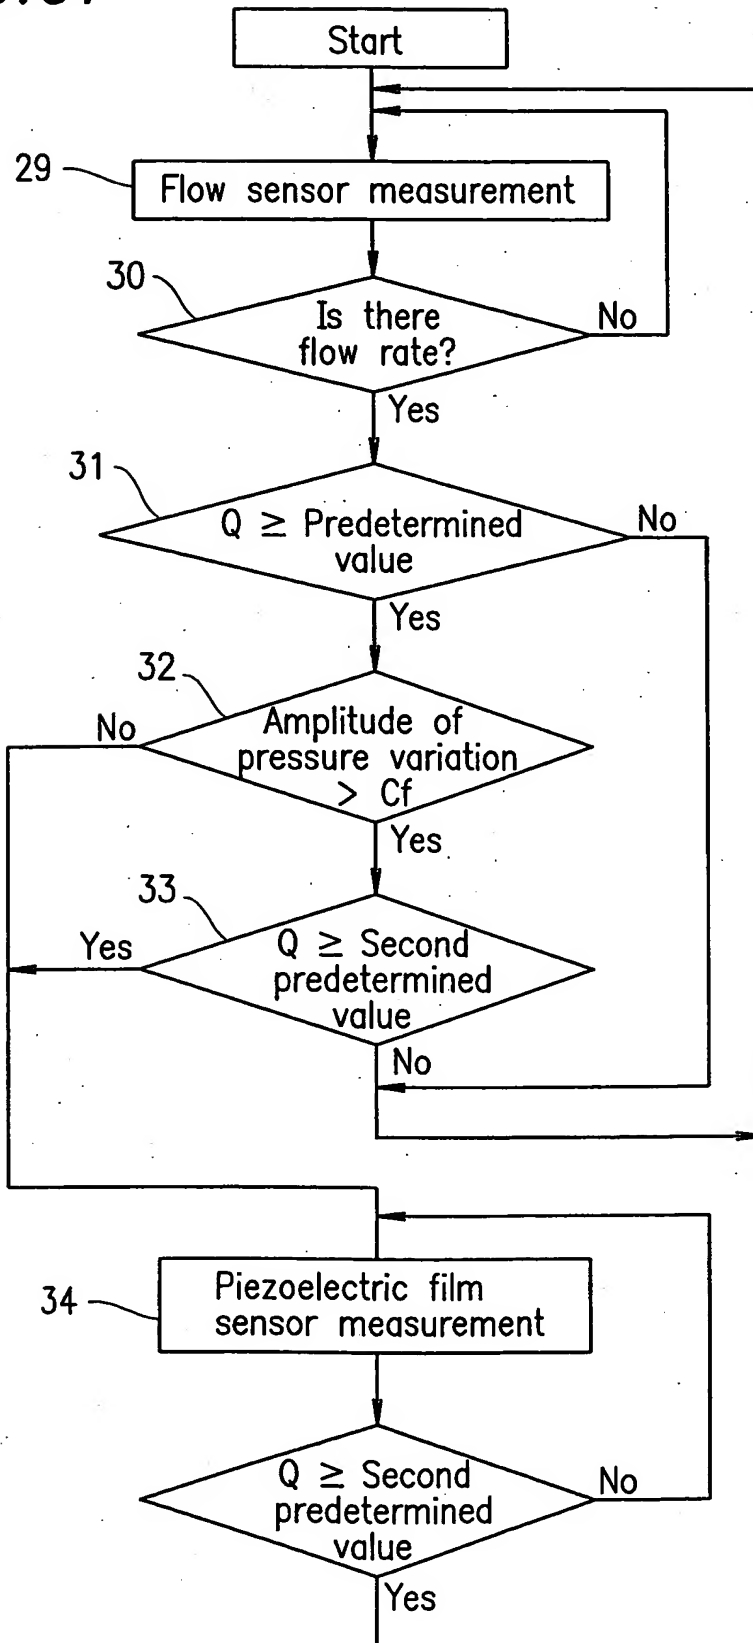 Start
29
Flow sensor measurement
30
Is there
flow rate?
No
Yes
31
Q ≥ Predetermined
value
No
Yes
32
No
Amplitude of
pressure variation
> Cf
Yes
33
Yes
Q ≥ Second
predetermined
value
No
34
Piezoelectric film
sensor measurement
Q ≥ Second
predetermined
value
No
Yes